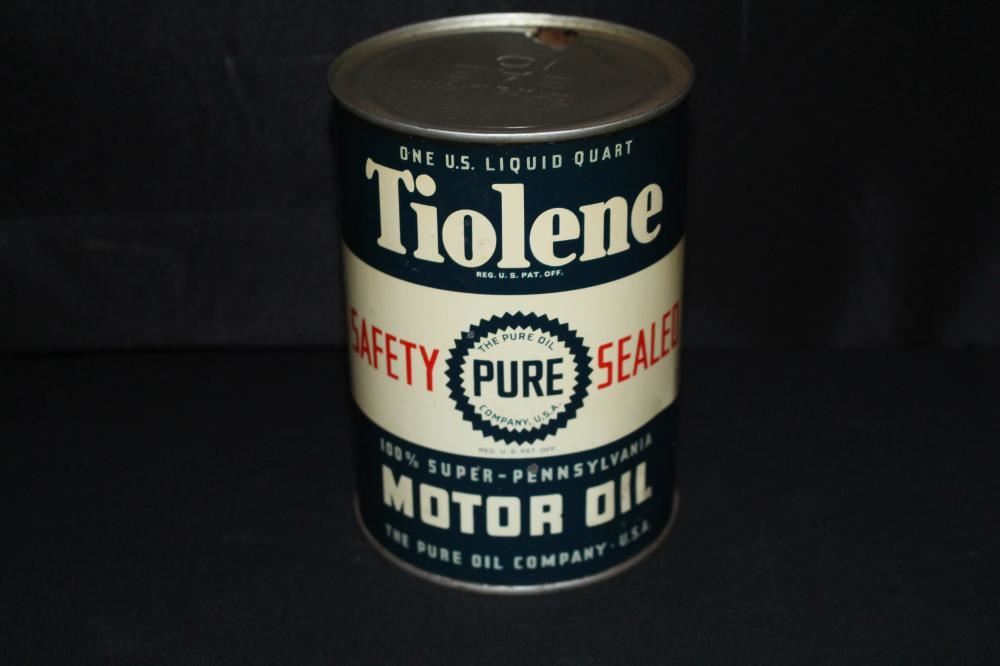 ONE U.S. LIQUID QUART
Tiolene
REG. U. S. PAT. OFF.
SAFETY
THE PURE OIL
PURE
COMPANY, U.S.A.
SEALED
REG. U. S. PAT. OFF.
100% SUPER-PENNSYLVANIA
MOTOR OIL
THE PURE OIL COMPANY · U.S.A.